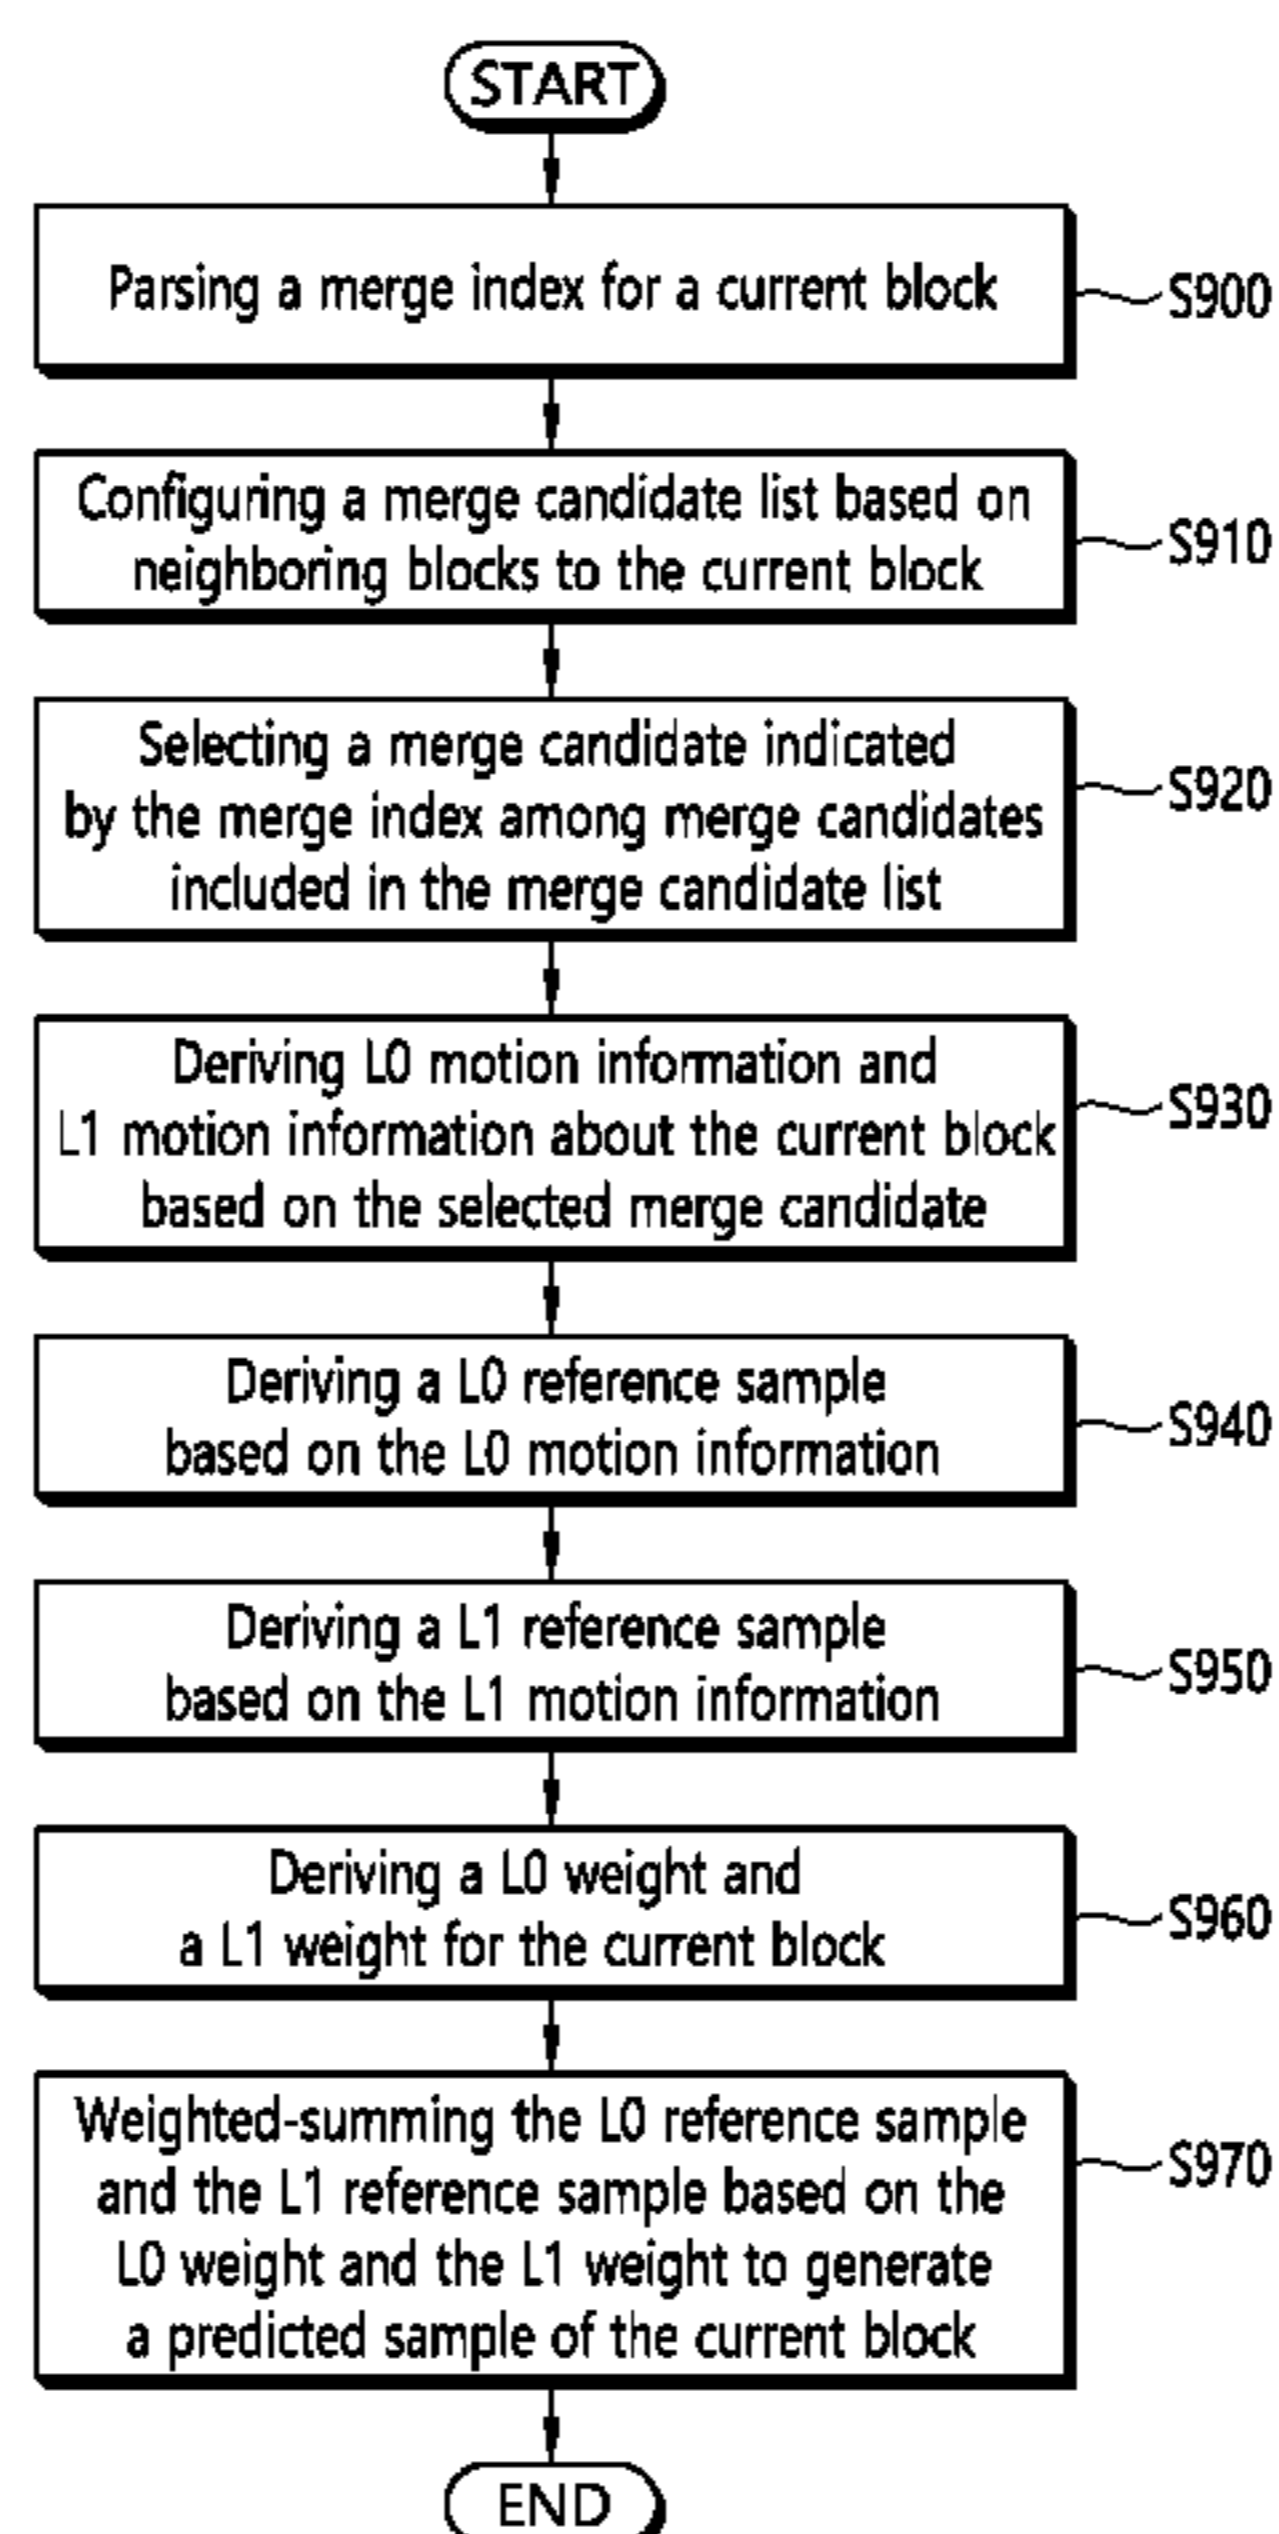 START
Parsing a merge index for a current block
S900
Configuring a merge candidate list based on
neighboring blocks to the current block
S910
Selecting a merge candidate indicated
by the merge index among merge candidates
included in the merge candidate list
S920
Deriving L0 motion information and
L1 motion information about the current block
based on the selected merge candidate
S930
Deriving a L0 reference sample
based on the L0 motion information
S940
Deriving a L1 reference sample
based on the L1 motion information
S950
Deriving a L0 weight and
a L1 weight for the current block
S960
Weighted-summing the L0 reference sample
and the L1 reference sample based on the
L0 weight and the L1 weight to generate
a predicted sample of the current block
S970
END